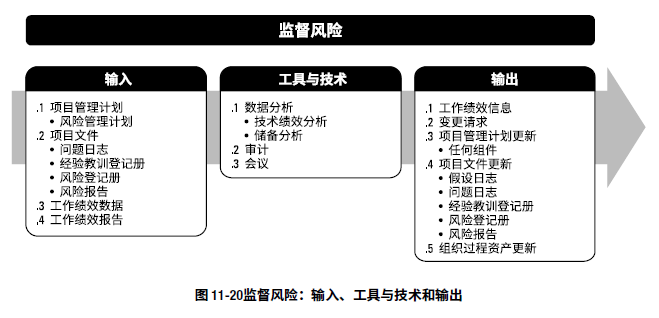 监督风险
输入
.1 项目管理计划
• 风险管理计划
.2 项目文件
• 问题日志
• 经验教训登记册
• 风险登记册
• 风险报告
.3 工作绩效数据
.4 工作绩效报告
工具与技术
.1 数据分析
• 技术绩效分析
• 储备分析
.2 审计
.3 会议
输出
.1 工作绩效信息
.2 变更请求
.3 项目管理计划更新
• 任何组件
.4 项目文件更新
• 假设日志
• 问题日志
• 经验教训登记册
• 风险登记册
• 风险报告
.5 组织过程资产更新
图 11-20监督风险：输入、工具与技术和输出